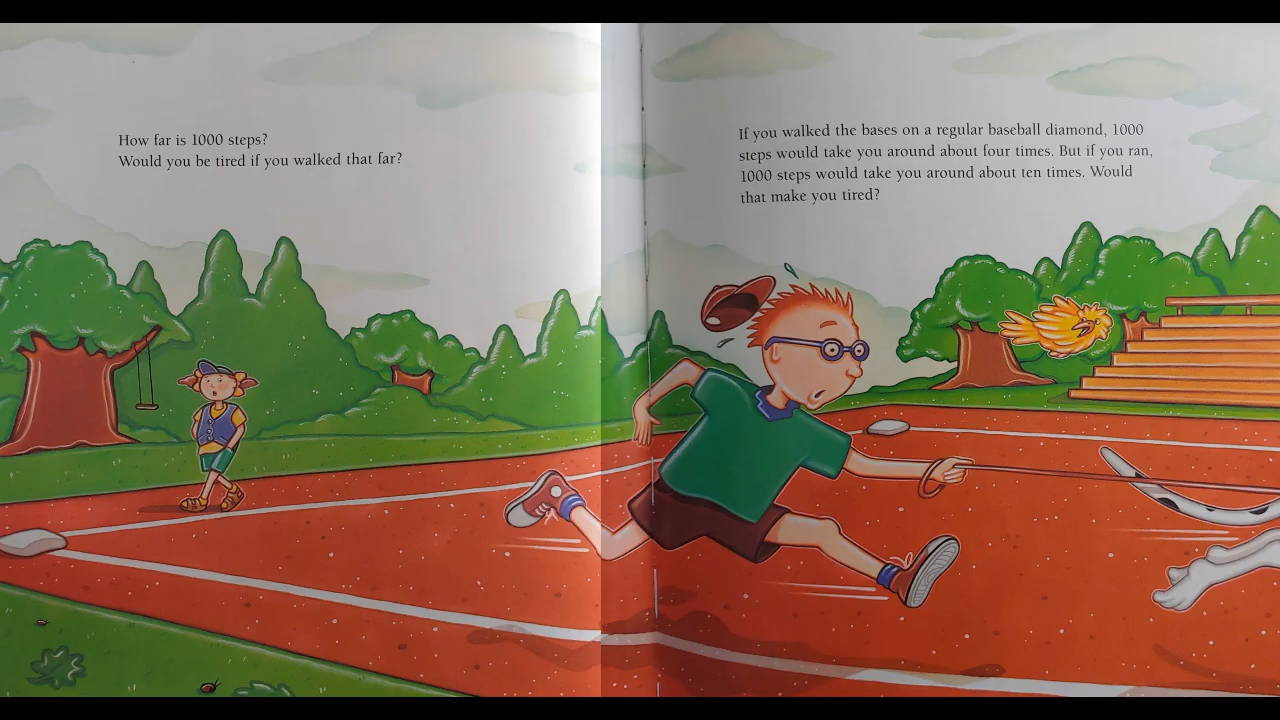 How far is 1000 steps?
Would you be tired if you walked that far?
If you walked the bases on a regular baseball diamond, 1000
steps would take you around about four times. But if you ran,
1000 steps would take you around about ten times. Would
that make you tired?